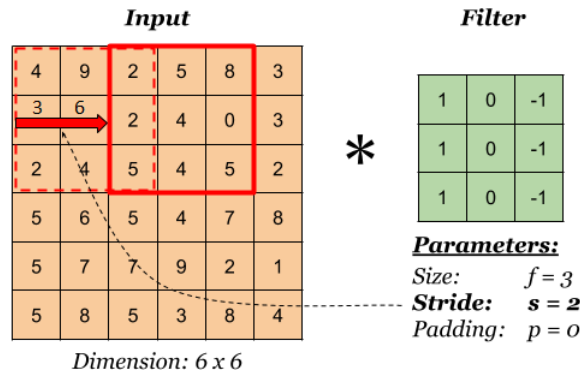 Input
Filter
4 9 2 5 8 3
3 6 2 4 0 3
2 4 5 4 5 2
5 6 5 4 7 8
5 7 7 9 2 1
5 8 5 3 8 4
*
1 0 -1
1 0 -1
1 0 -1
Parameters:
Size: f = 3
Stride: s = 2
Padding: p = 0
Dimension: 6 x 6